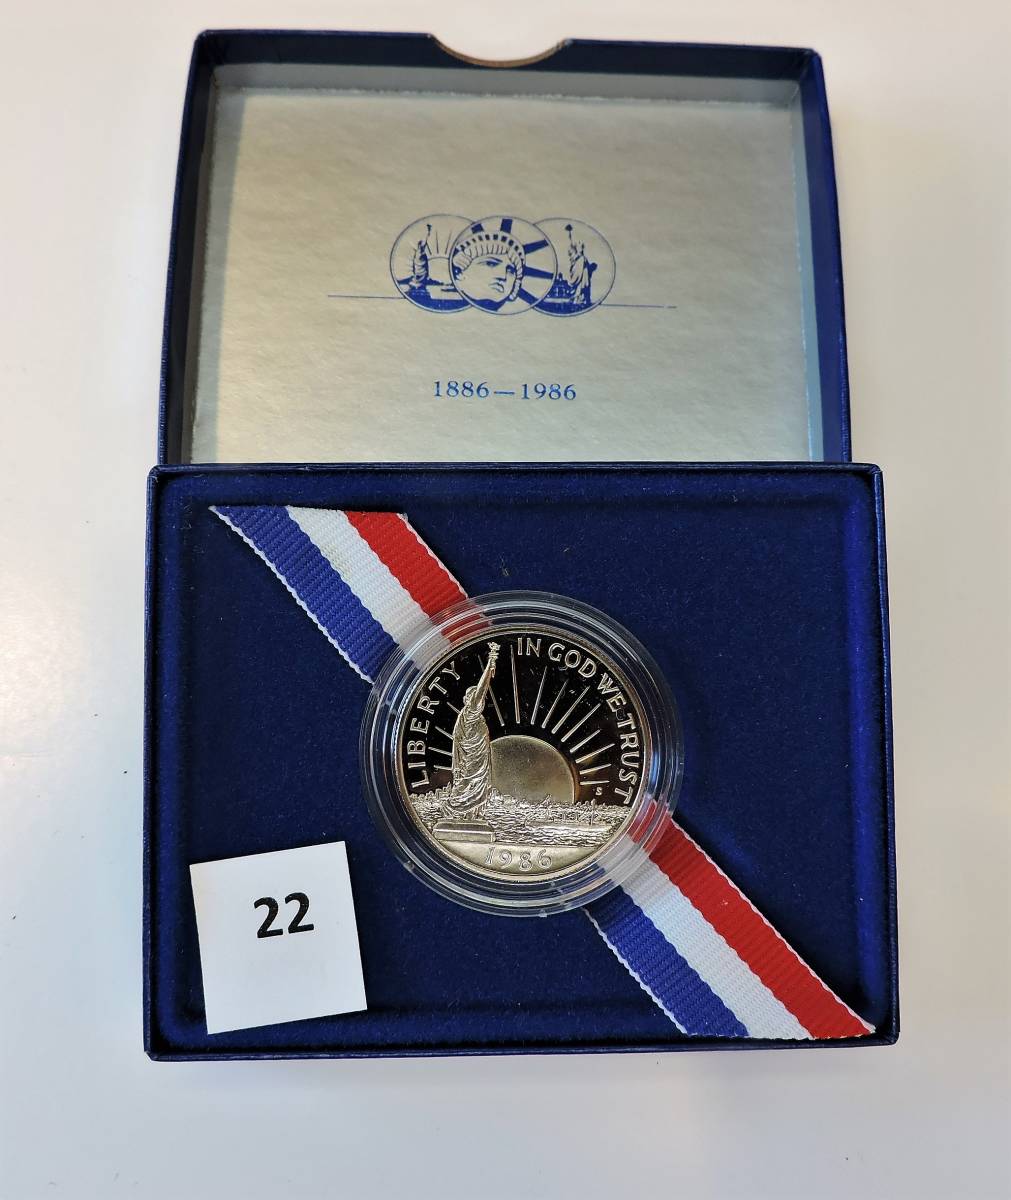 1886—1986
LIBERTY
IN GOD WE TRUST
S
1986
22